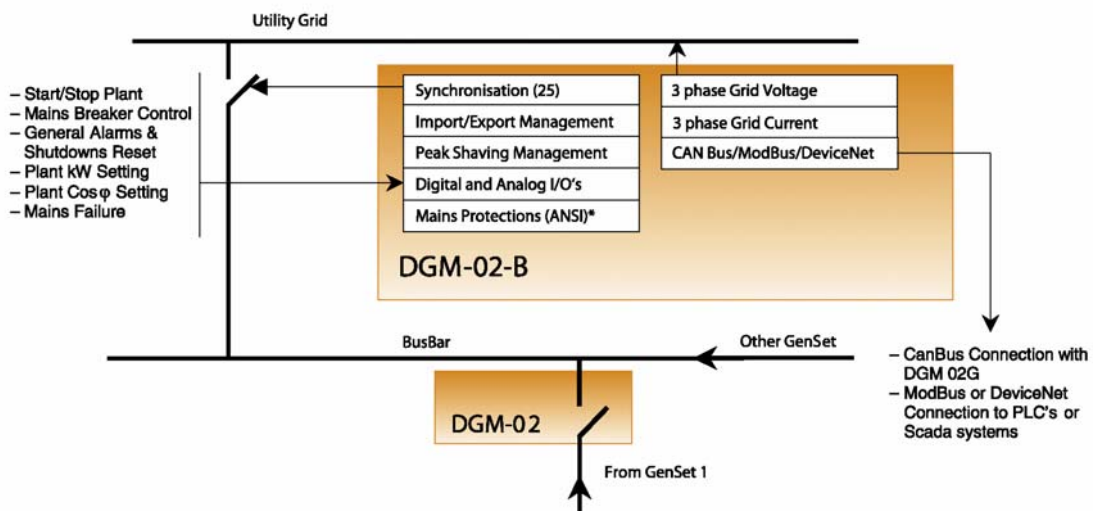 Utility Grid
– Start/Stop Plant
– Mains Breaker Control
– General Alarms &
Shutdowns Reset
– Plant kW Setting
– Plant Cos φ Setting
– Mains Failure
Synchronisation (25)
Import/Export Management
Peak Shaving Management
Digital and Analog I/O's
Mains Protections (ANSI)*
3 phase Grid Voltage
3 phase Grid Current
CAN Bus/ModBus/DeviceNet
DGM-02-B
BusBar
Other GenSet
– CanBus Connection with
DGM 02G
– ModBus or DeviceNet
Connection to PLC's or
Scada systems
DGM-02
From GenSet 1